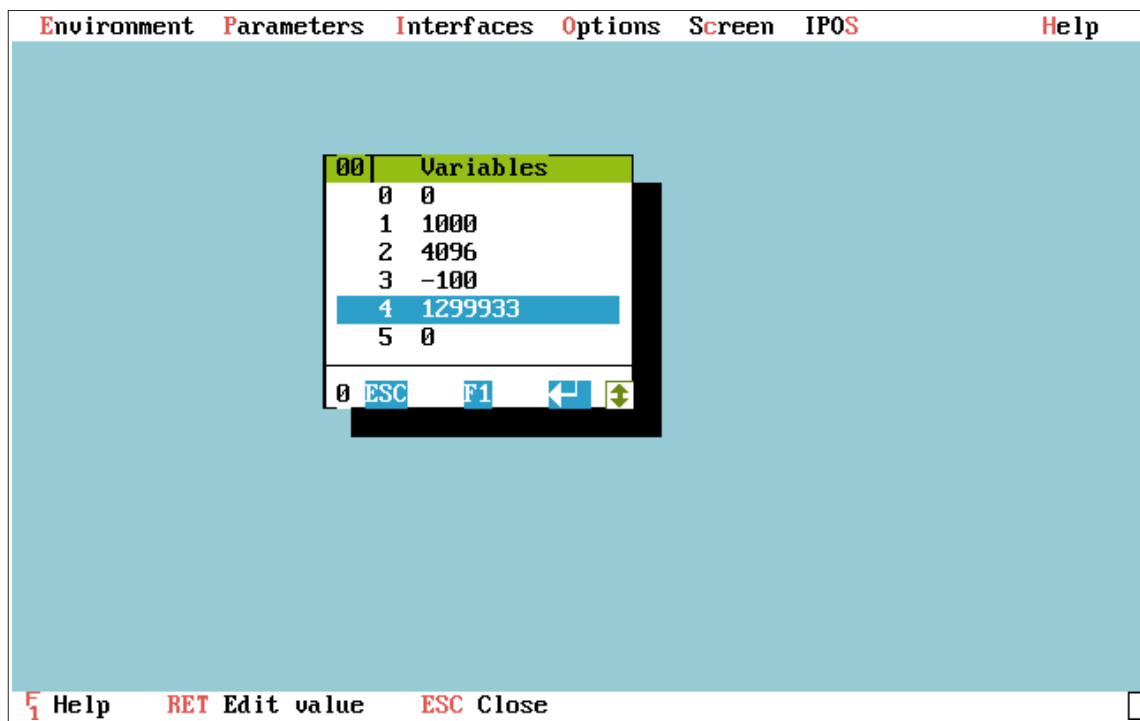 Environment Parameters Interfaces Options Screen IPOS Help
00 Variables
0 0
1 1000
2 4096
3 -100
4 1299933
5 0
0 ESC F1
F1 Help RET Edit value ESC Close